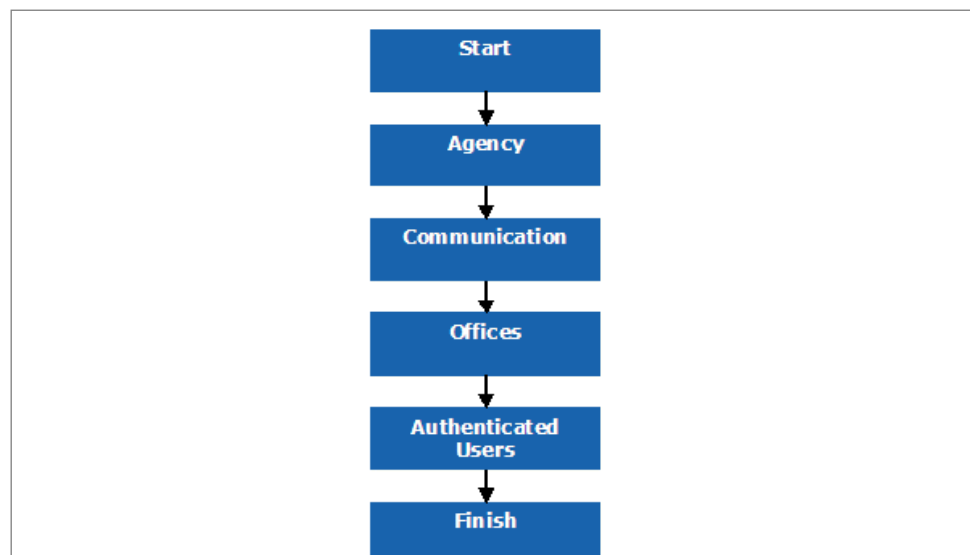 Start
Agency
Communication
Offices
Authenticated
Users
Finish